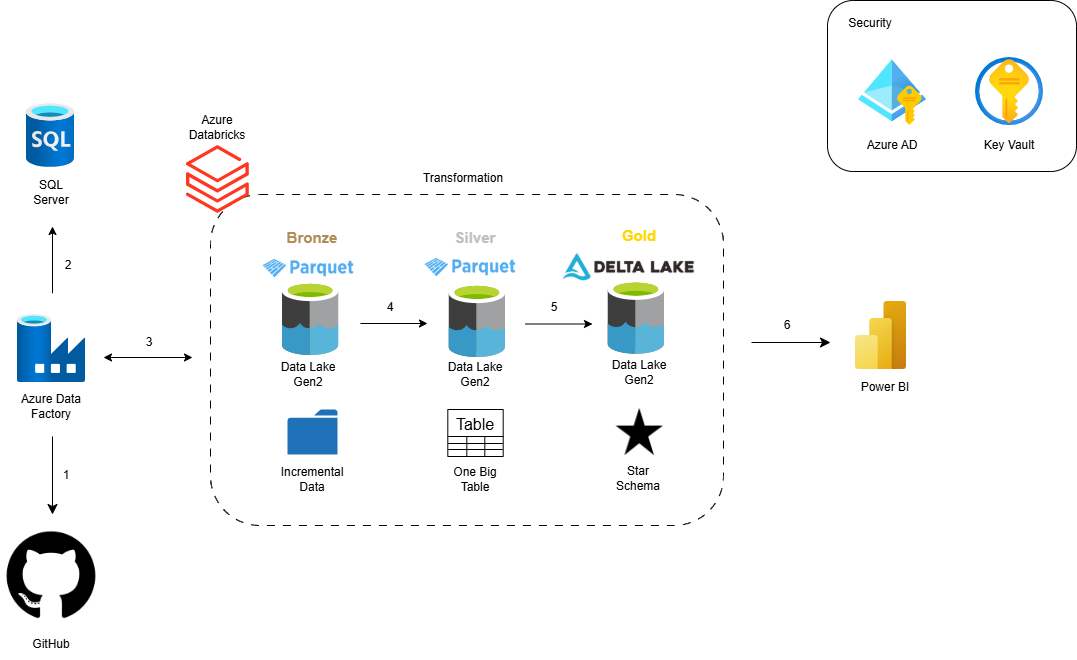 Security
Azure AD
Key Vault
SQL
SQL
Server
Azure
Databricks
Transformation
Bronze
Parquet
Silver
Parquet
Gold
DELTA LAKE
2
3
4
5
6
Data Lake
Gen2
Data Lake
Gen2
Data Lake
Gen2
Azure Data
Factory
Power BI
Table
Incremental
Data
One Big
Table
Star
Schema
1
GitHub